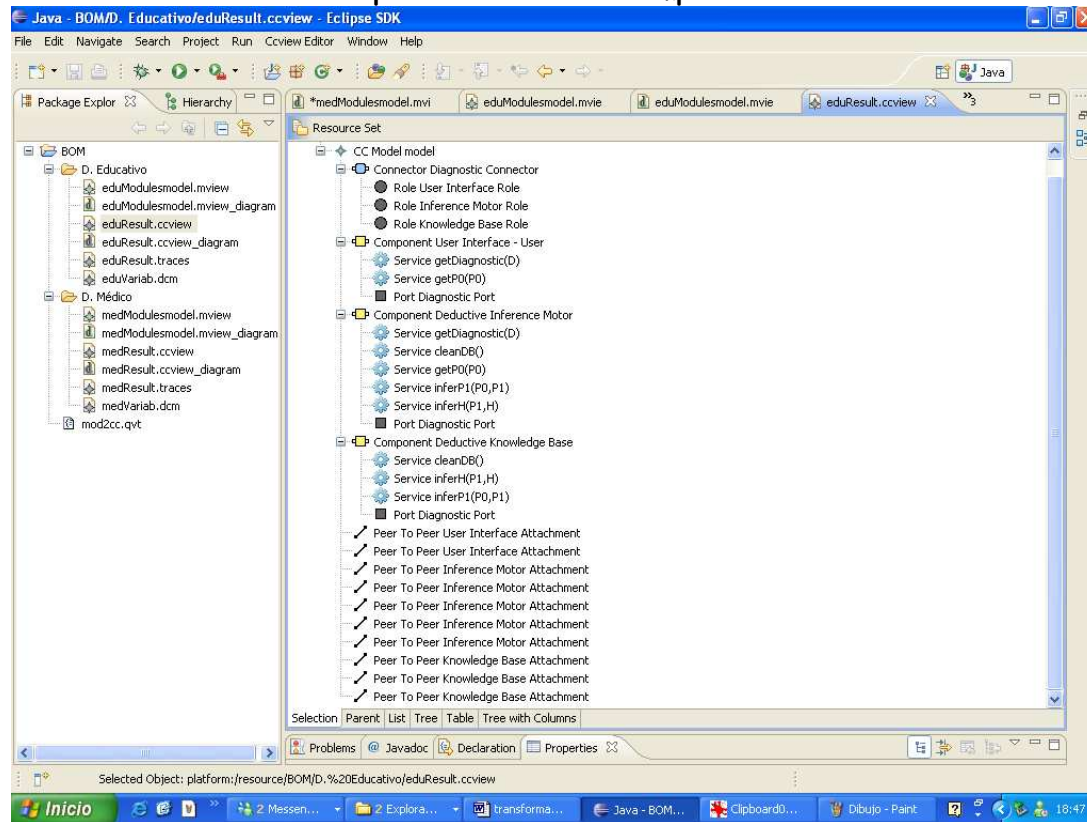 Java - BOM/D. Educativo/eduResult.ccview - Eclipse SDK
File Edit Navigate Search Project Run Ccview Editor Window Help
Java
Package Explor Hierarchy
*medModulesmodel.mvi eduModulesmodel.mvie eduModulesmodel.mvie eduResult.ccview »3
Resource Set
BOM
D. Educativo
eduModulesmodel.mview
eduModulesmodel.mview_diagram
eduResult.ccview
eduResult.ccview_diagram
eduResult.traces
eduVariab.dcm
D. Médico
medModulesmodel.mview
medModulesmodel.mview_diagram
medResult.ccview
medResult.ccview_diagram
medResult.traces
medVariab.dcm
mod2cc.qvt
CC Model model
Connector Diagnostic Connector
Role User Interface Role
Role Inference Motor Role
Role Knowledge Base Role
Component User Interface - User
Service getDiagnostic(D)
Service getP0(P0)
Port Diagnostic Port
Component Deductive Inference Motor
Service getDiagnostic(D)
Service cleanDB()
Service getP0(P0)
Service inferP1(P0,P1)
Service inferH(P1,H)
Port Diagnostic Port
Component Deductive Knowledge Base
Service cleanDB()
Service inferH(P1,H)
Service inferP1(P0,P1)
Port Diagnostic Port
Peer To Peer User Interface Attachment
Peer To Peer User Interface Attachment
Peer To Peer Inference Motor Attachment
Peer To Peer Inference Motor Attachment
Peer To Peer Inference Motor Attachment
Peer To Peer Inference Motor Attachment
Peer To Peer Inference Motor Attachment
Peer To Peer Knowledge Base Attachment
Peer To Peer Knowledge Base Attachment
Peer To Peer Knowledge Base Attachment
Selection Parent List Tree Table Tree with Columns
Problems Javadoc Declaration Properties
Selected Object: platform:/resource/BOM/D.%20Educativo/eduResult.ccview
Inicio 2 Messen... 2 Explora... transforma... Java - BOM... Clipboard0... Dibujo - Paint 18:47